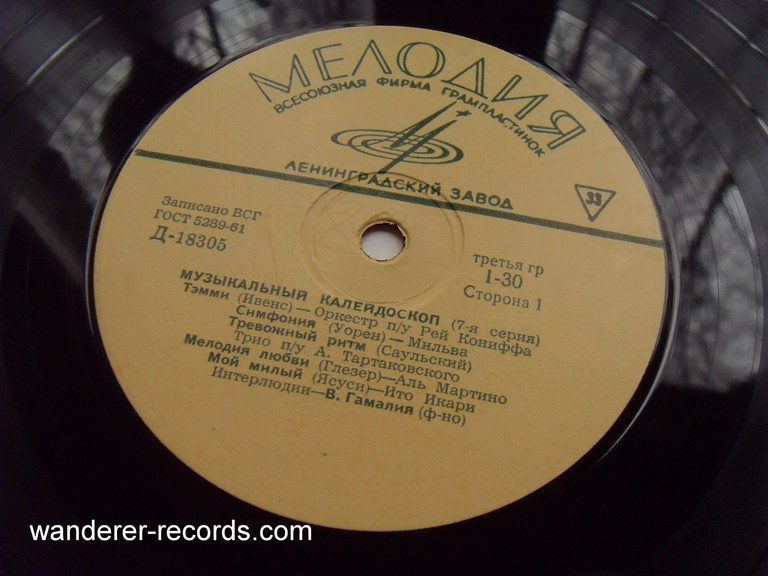 МЕЛОДИЯ
ВСЕСОЮЗНАЯ ФИРМА ГРАМПЛАСТИНОК
ЛЕНИНГРАДСКИЙ ЗАВОД
33
Записано ВСГ
ГОСТ 5289-61
Д-18305
третья гр
1-30
Сторона 1
МУЗЫКАЛЬНЫЙ КАЛЕЙДОСКОП (7-я серия)
Тэмми (Ивенс) — Оркестр п/у Рей Кониффа
Симфония (Уорен) — Мильва
Тревожный ритм (Саульский)
Трио п/у А. Тартаковского
Мелодия любви (Глезер)—Аль Мартино
Мой милый (Ясуси)—Ито Икари
Интерлюдии—В. Гамалия (ф-но)
wanderer-records.com